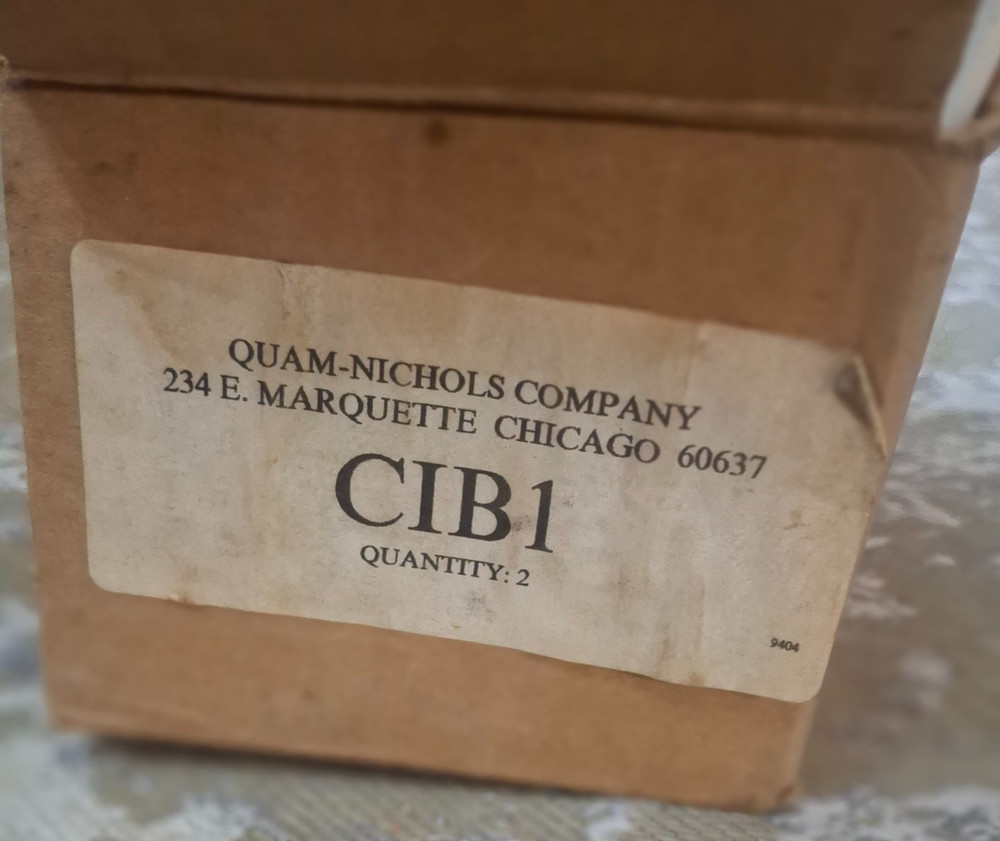 QUAM-NICHOLS COMPANY
234 E. MARQUETTE CHICAGO 60637
CIB1
QUANTITY: 2
9404